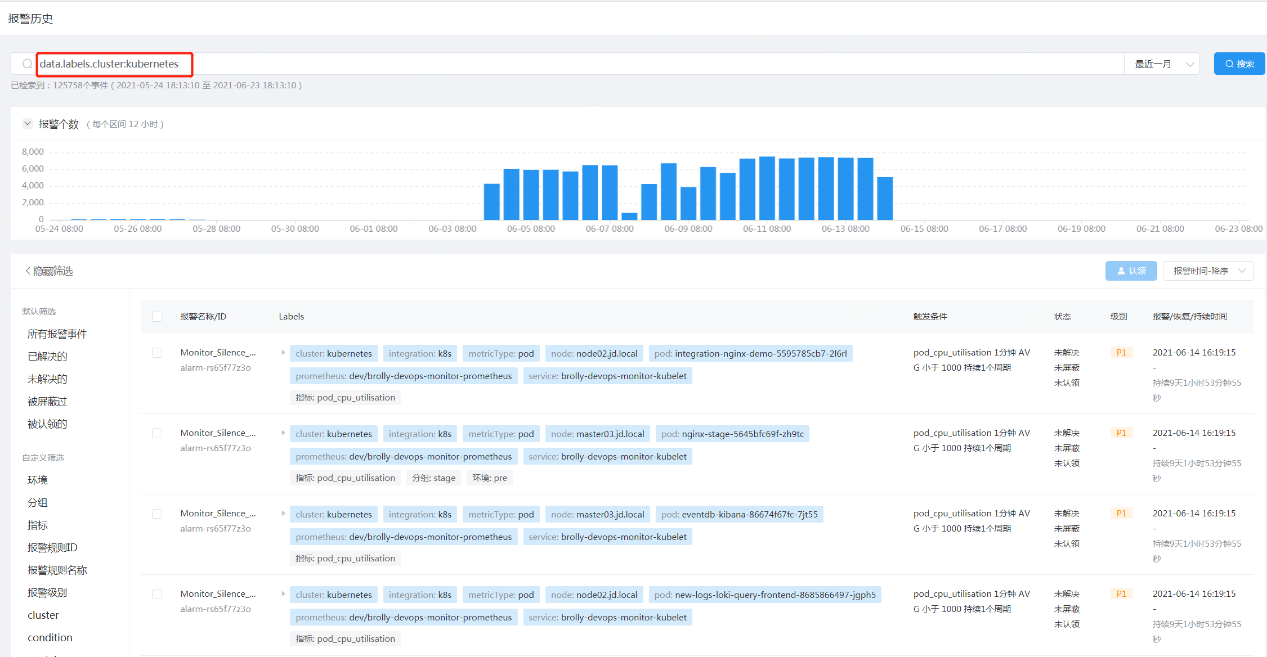 报警历史
data.labels.cluster:kubernetes
最近一月
搜索
已检索到：125758个事件 ( 2021-05-24 18:13:10 至 2021-06-23 18:13:10 )
报警个数 ( 每个区间 12 小时 )
8,000
6,000
4,000
2,000
0
05-24 08:00 05-26 08:00 05-28 08:00 05-30 08:00 06-01 08:00 06-03 08:00 06-05 08:00 06-07 08:00 06-09 08:00 06-11 08:00 06-13 08:00 06-15 08:00 06-17 08:00 06-19 08:00 06-21 08:00 06-23 08:00
隐藏筛选
认领
报警时间-降序
默认筛选
所有报警事件
已解决的
未解决的
被屏蔽过
被认领的
自定义筛选
环境
分组
指标
报警规则ID
报警规则名称
报警级别
cluster
condition
报警名称/ID Labels 触发条件 状态 级别 报警/恢复/持续时间
Monitor_Silence_...
alarm-rs65f77z3o
cluster: kubernetes integration: k8s metricType: pod node: node02.jd.local pod: integration-nginx-demo-5595785cb7-2l6rl
prometheus: dev/brolly-devops-monitor-prometheus service: brolly-devops-monitor-kubelet
指标: pod_cpu_utilisation
pod_cpu_utilisation 1分钟 AV
G 小于 1000 持续1个周期
未解决
未屏蔽
未认领
P1
2021-06-14 16:19:15
-
持续9天1小时53分钟55
秒
Monitor_Silence_...
alarm-rs65f77z3o
cluster: kubernetes integration: k8s metricType: pod node: master03.jd.local pod: nginx-stage-5645bfc69f-zh9tc
prometheus: dev/brolly-devops-monitor-prometheus service: brolly-devops-monitor-kubelet
指标: pod_cpu_utilisation 分组: stage 环境: pre
pod_cpu_utilisation 1分钟 AV
G 小于 1000 持续1个周期
未解决
未屏蔽
未认领
P1
2021-06-14 16:19:15
-
持续9天1小时53分钟55
秒
Monitor_Silence_...
alarm-rs65f77z3o
cluster: kubernetes integration: k8s metricType: pod node: master03.jd.local pod: eventdb-kibana-86674f67fc-7jt55
prometheus: dev/brolly-devops-monitor-prometheus service: brolly-devops-monitor-kubelet
指标: pod_cpu_utilisation
pod_cpu_utilisation 1分钟 AV
G 小于 1000 持续1个周期
未解决
未屏蔽
未认领
P1
2021-06-14 16:19:15
-
持续9天1小时53分钟55
秒
Monitor_Silence_...
alarm-rs65f77z3o
cluster: kubernetes integration: k8s metricType: pod node: node02.jd.local pod: new-logs-loki-query-frontend-8685866497-jgph5
prometheus: dev/brolly-devops-monitor-prometheus service: brolly-devops-monitor-kubelet
指标: pod_cpu_utilisation
pod_cpu_utilisation 1分钟 AV
G 小于 1000 持续1个周期
未解决
未屏蔽
未认领
P1
2021-06-14 16:19:15
-
持续9天1小时53分钟55
秒